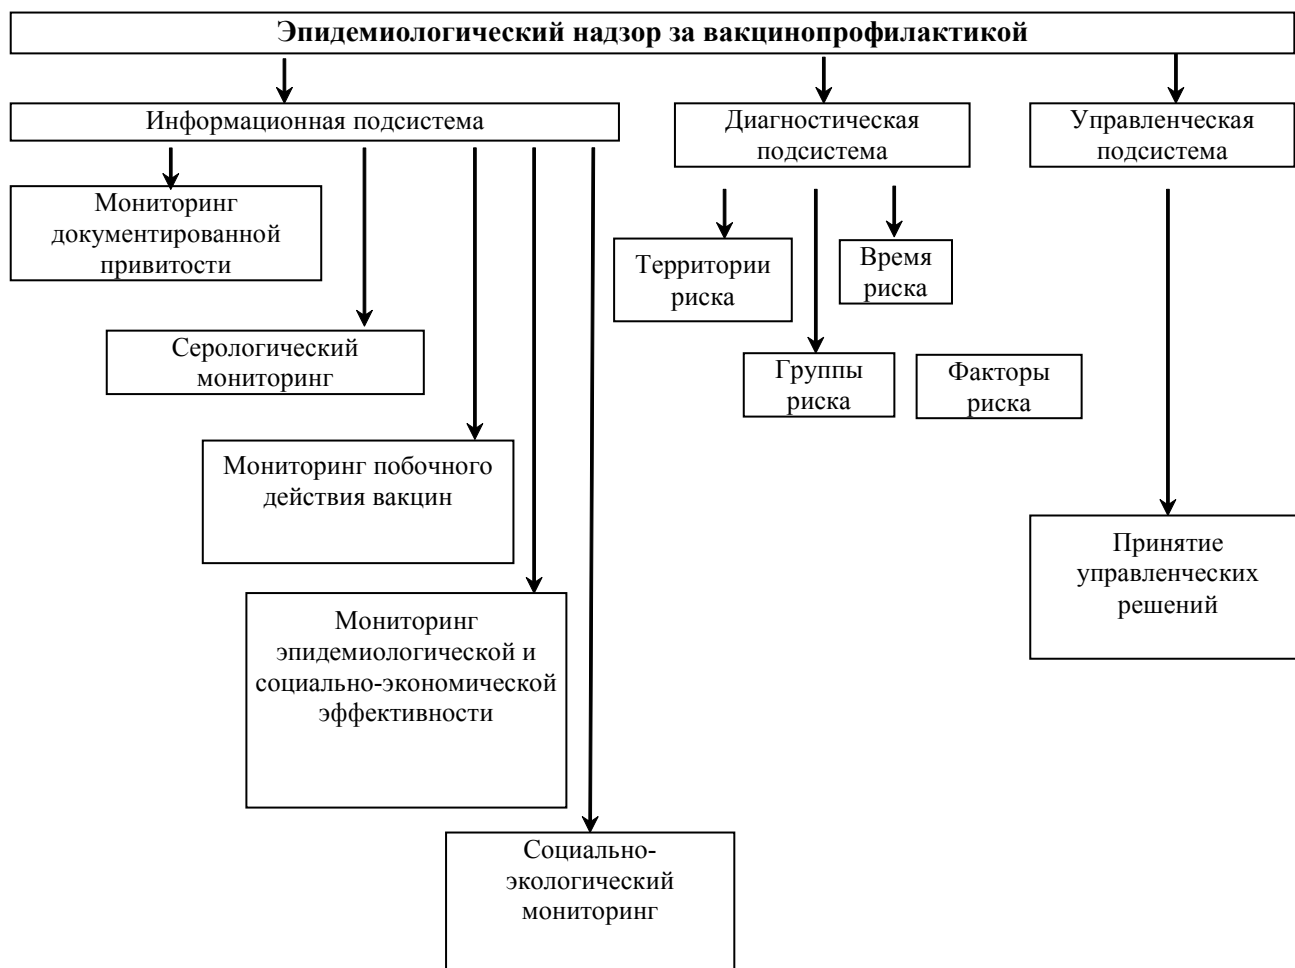 Эпидемиологический надзор за вакцинопрофилактикой
Информационная подсистема
Диагностическая
подсистема
Управленческая
подсистема
Мониторинг
документированной
привитости
Территории
риска
Время
риска
Серологический
мониторинг
Группы
риска
Факторы
риска
Мониторинг побочного
действия вакцин
Принятие
управленческих
решений
Мониторинг
эпидемиологической и
социально-экономической
эффективности
Социально-
экологический
мониторинг